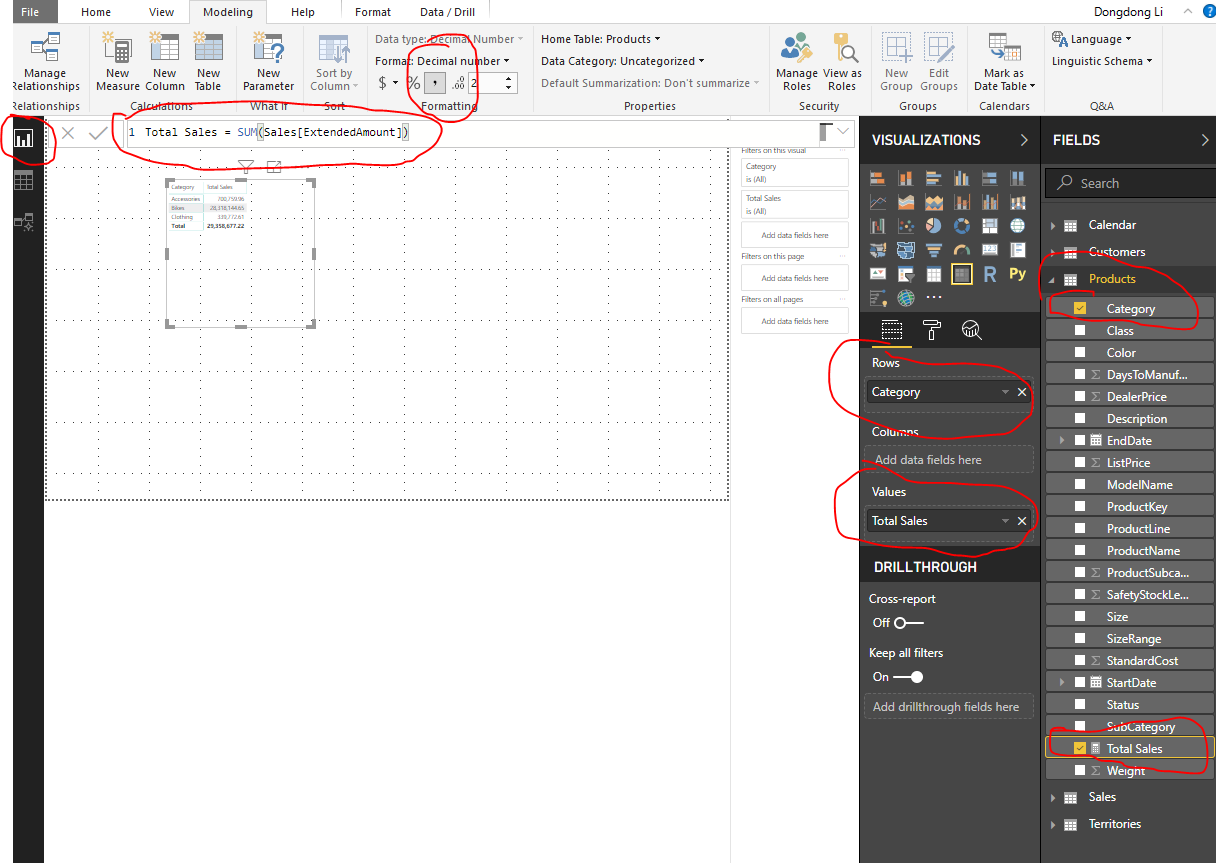 File Home View Modeling Help Format Data / Drill Dongdong Li
Manage Relationships
New Measure
New Column
New Table
New Parameter
Sort by Column
Data type: Decimal Number
Format: Decimal number
$ % , .00 2
Home Table: Products
Data Category: Uncategorized
Default Summarization: Don't summarize
Manage Roles
View as Roles
New Group
Edit Groups
Mark as Date Table
Language
Linguistic Schema
Relationships Calculations What If Sort Formatting Properties Security Groups Calendars Q&A
1 Total Sales = SUM(Sales[ExtendedAmount])
Category Total Sales
Accessories 700,759.96
Bikes 28,318,144.65
Clothing 339,772.61
Total 29,358,677.22
Filters on this visual
Category
is (All)
Total Sales
is (All)
Add data fields here
Filters on this page
Add data fields here
Filters on all pages
Add data fields here
VISUALIZATIONS
R Py
Rows
Category
Columns
Add data fields here
Values
Total Sales
DRILLTHROUGH
Cross-report
Off
Keep all filters
On
Add drillthrough fields here
FIELDS
Search
Calendar
Customers
Products
Category
Class
Color
DaysToManuf...
DealerPrice
Description
EndDate
ListPrice
ModelName
ProductKey
ProductLine
ProductName
ProductSubca...
SafetyStockLe...
Size
SizeRange
StandardCost
StartDate
Status
SubCategory
Total Sales
Weight
Sales
Territories